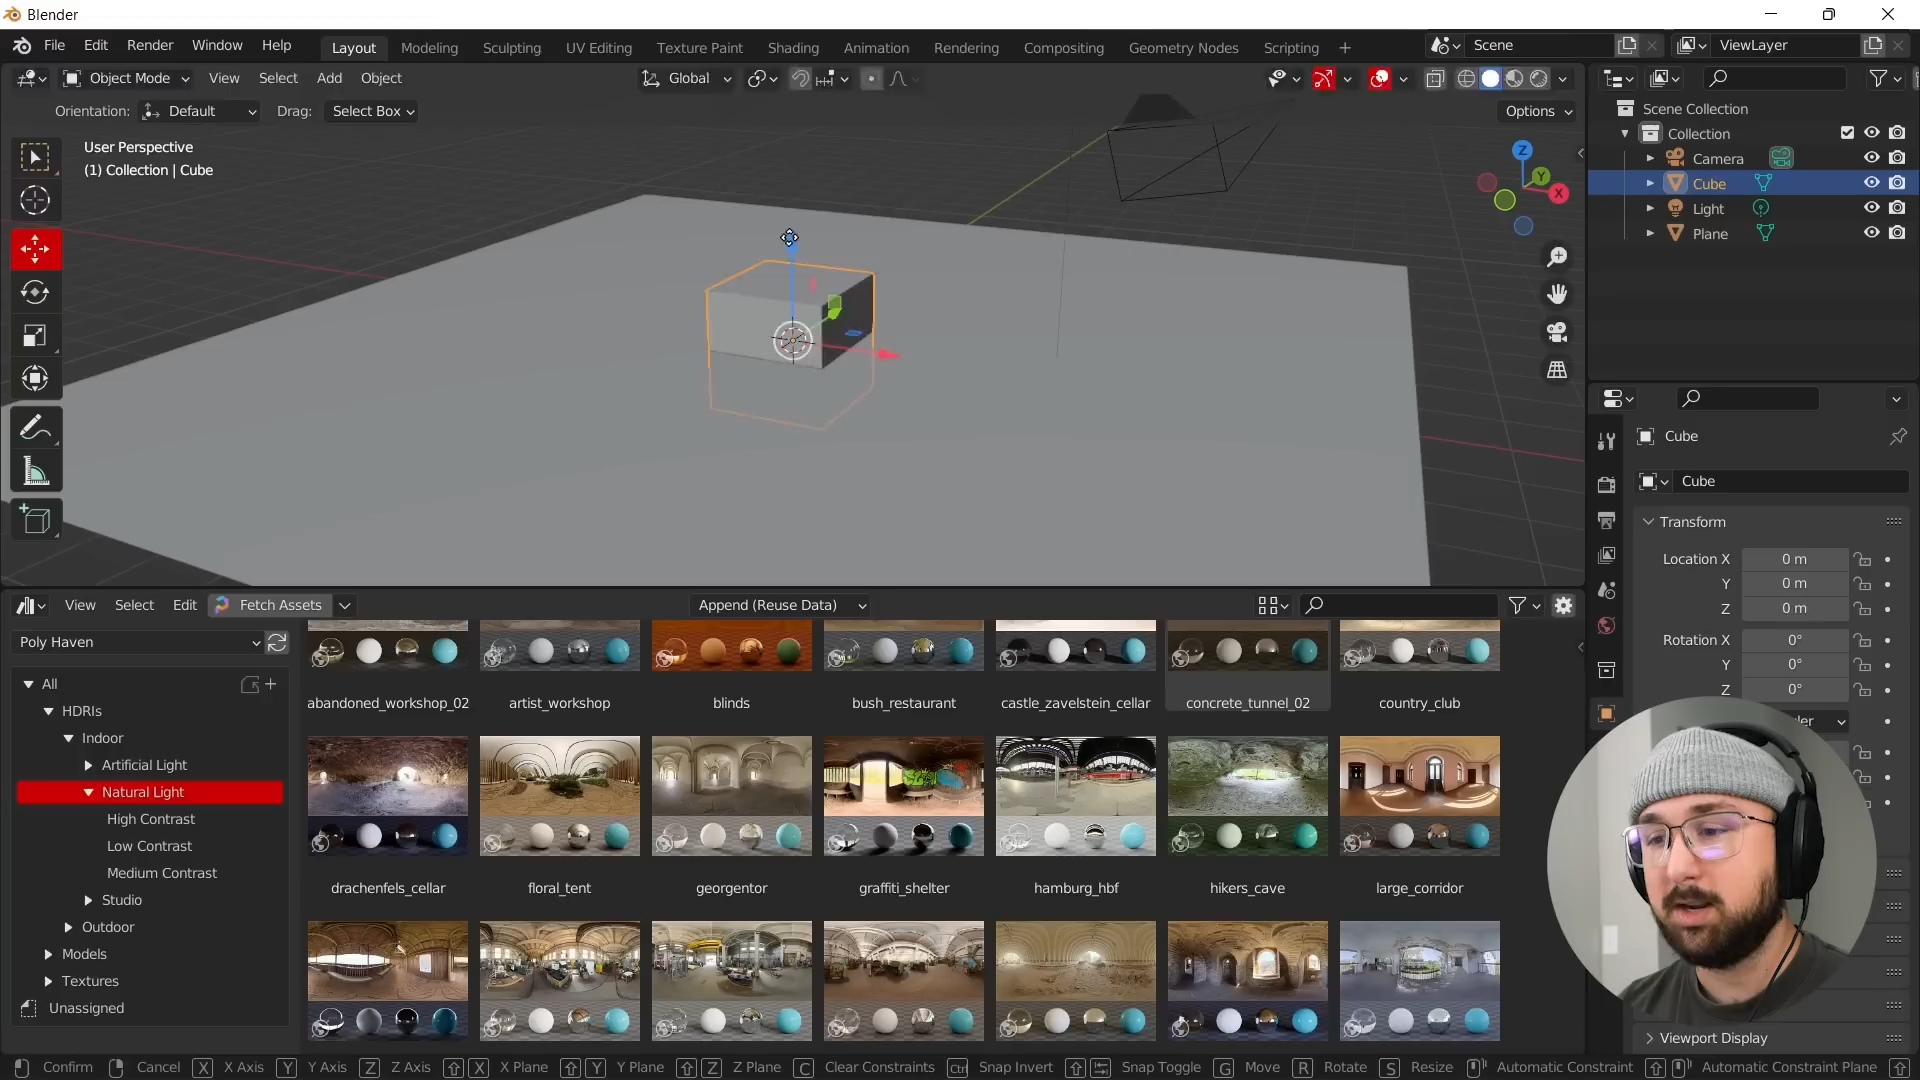 Blender
File Edit Render Window Help Layout Modeling Sculpting UV Editing Texture Paint Shading Animation Rendering Compositing Geometry Nodes Scripting + Scene ViewLayer
Object Mode View Select Add Object Global
Orientation: Default Drag: Select Box Options
User Perspective
(1) Collection | Cube
Z
Y
X
Scene Collection
Collection
Camera
Cube
Light
Plane
Cube
Cube
Transform
Location X 0 m
Y 0 m
Z 0 m
Rotation X 0°
Y 0°
Z 0°
View Select Edit Fetch Assets Append (Reuse Data)
Poly Haven
All
HDRIs
Indoor
Artificial Light
Natural Light
High Contrast
Low Contrast
Medium Contrast
Studio
Outdoor
Models
Textures
Unassigned
abandoned_workshop_02 artist_workshop blinds bush_restaurant castle_zavelstein_cellar concrete_tunnel_02 country_club
drachenfels_cellar floral_tent georgentor graffiti_shelter hamburg_hbf hikers_cave large_corridor
Viewport Display
Confirm Cancel X X Axis Y Y Axis Z Z Axis X X Plane Y Y Plane Z Z Plane C Clear Constraints Ctrl Snap Invert Snap Toggle G Move R Rotate S Resize Automatic Constraint Automatic Constraint Plane